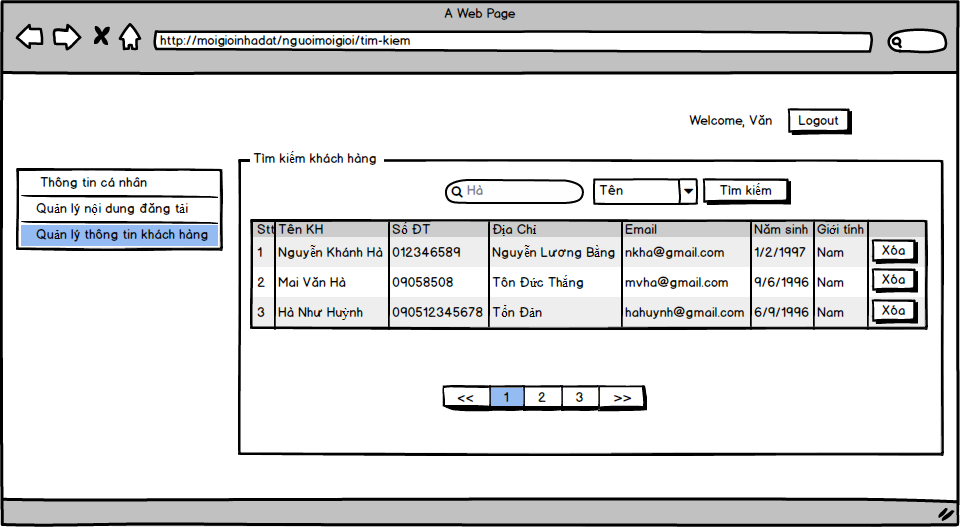 A Web Page
http://moigioinhadat/nguoimoigioi/tim-kiem
Welcome, Văn
Logout
Tìm kiếm khách hàng
Thông tin cá nhân
Quản lý nội dung đăng tải
Quản lý thông tin khách hàng
Hà
Tên
Tìm kiếm
Stt Tên KH Số ĐT Địa Chỉ Email Năm sinh Giới tính
1 Nguyễn Khánh Hà 012346589 Nguyễn Lương Bằng nkha@gmail.com 1/2/1997 Nam Xóa
2 Mai Văn Hà 09058508 Tôn Đức Thắng mvha@gmail.com 9/6/1996 Nam Xóa
3 Hà Như Huỳnh 090512345678 Tổn Đản hahuynh@gmail.com 6/9/1996 Nam Xóa
<< 1 2 3 >>